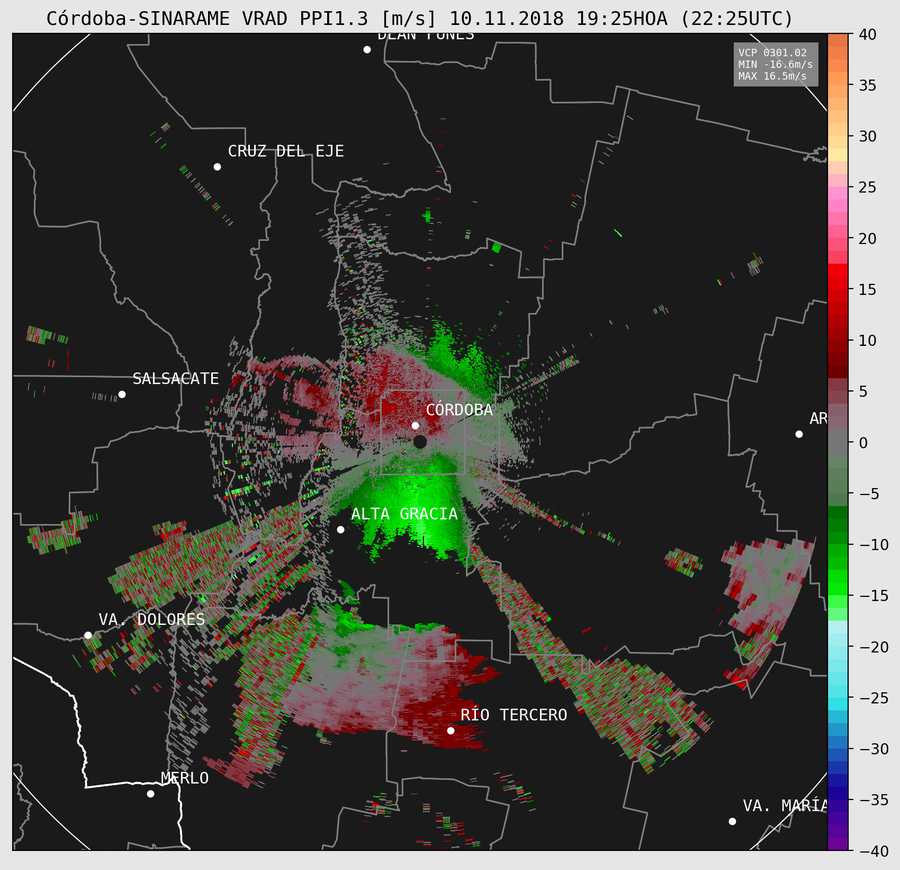 Córdoba-SINARAME VRAD PPI1.3 [m/s] 10.11.2018 19:25HOA (22:25UTC)
DEAN FUNES
VCP 0301.02
MIN -16.6m/s
MAX 16.5m/s
CRUZ DEL EJE
SALSACATE
CÓRDOBA
AR
ALTA GRACIA
VA. DOLORES
RÍO TERCERO
MERLO
VA. MARÍA
40
35
30
25
20
15
10
5
0
−5
−10
−15
−20
−25
−30
−35
−40